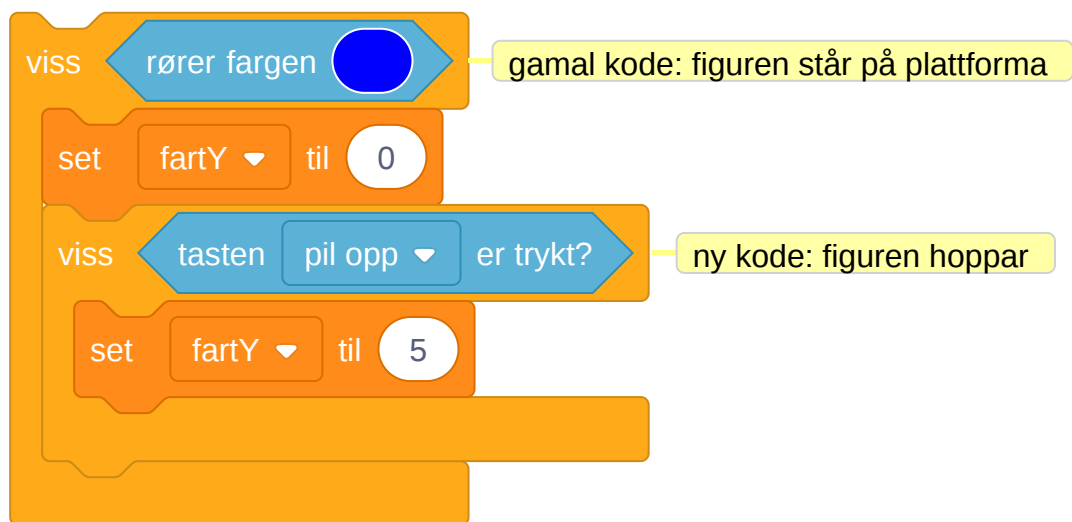 viss rører fargen gamal kode: figuren står på plattforma
set fartY til 0
viss tasten pil opp er trykt? ny kode: figuren hoppar
set fartY til 5